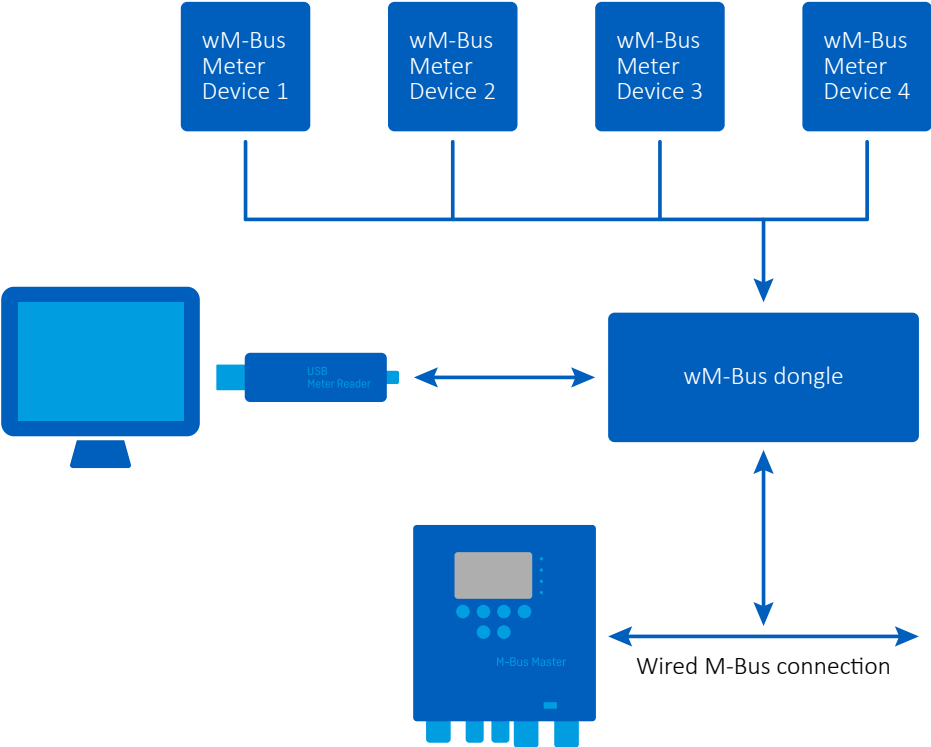 wM-Bus
Meter
Device 1
wM-Bus
Meter
Device 2
wM-Bus
Meter
Device 3
wM-Bus
Meter
Device 4
USB
Meter Reader
wM-Bus dongle
M-Bus Master
Wired M-Bus connection